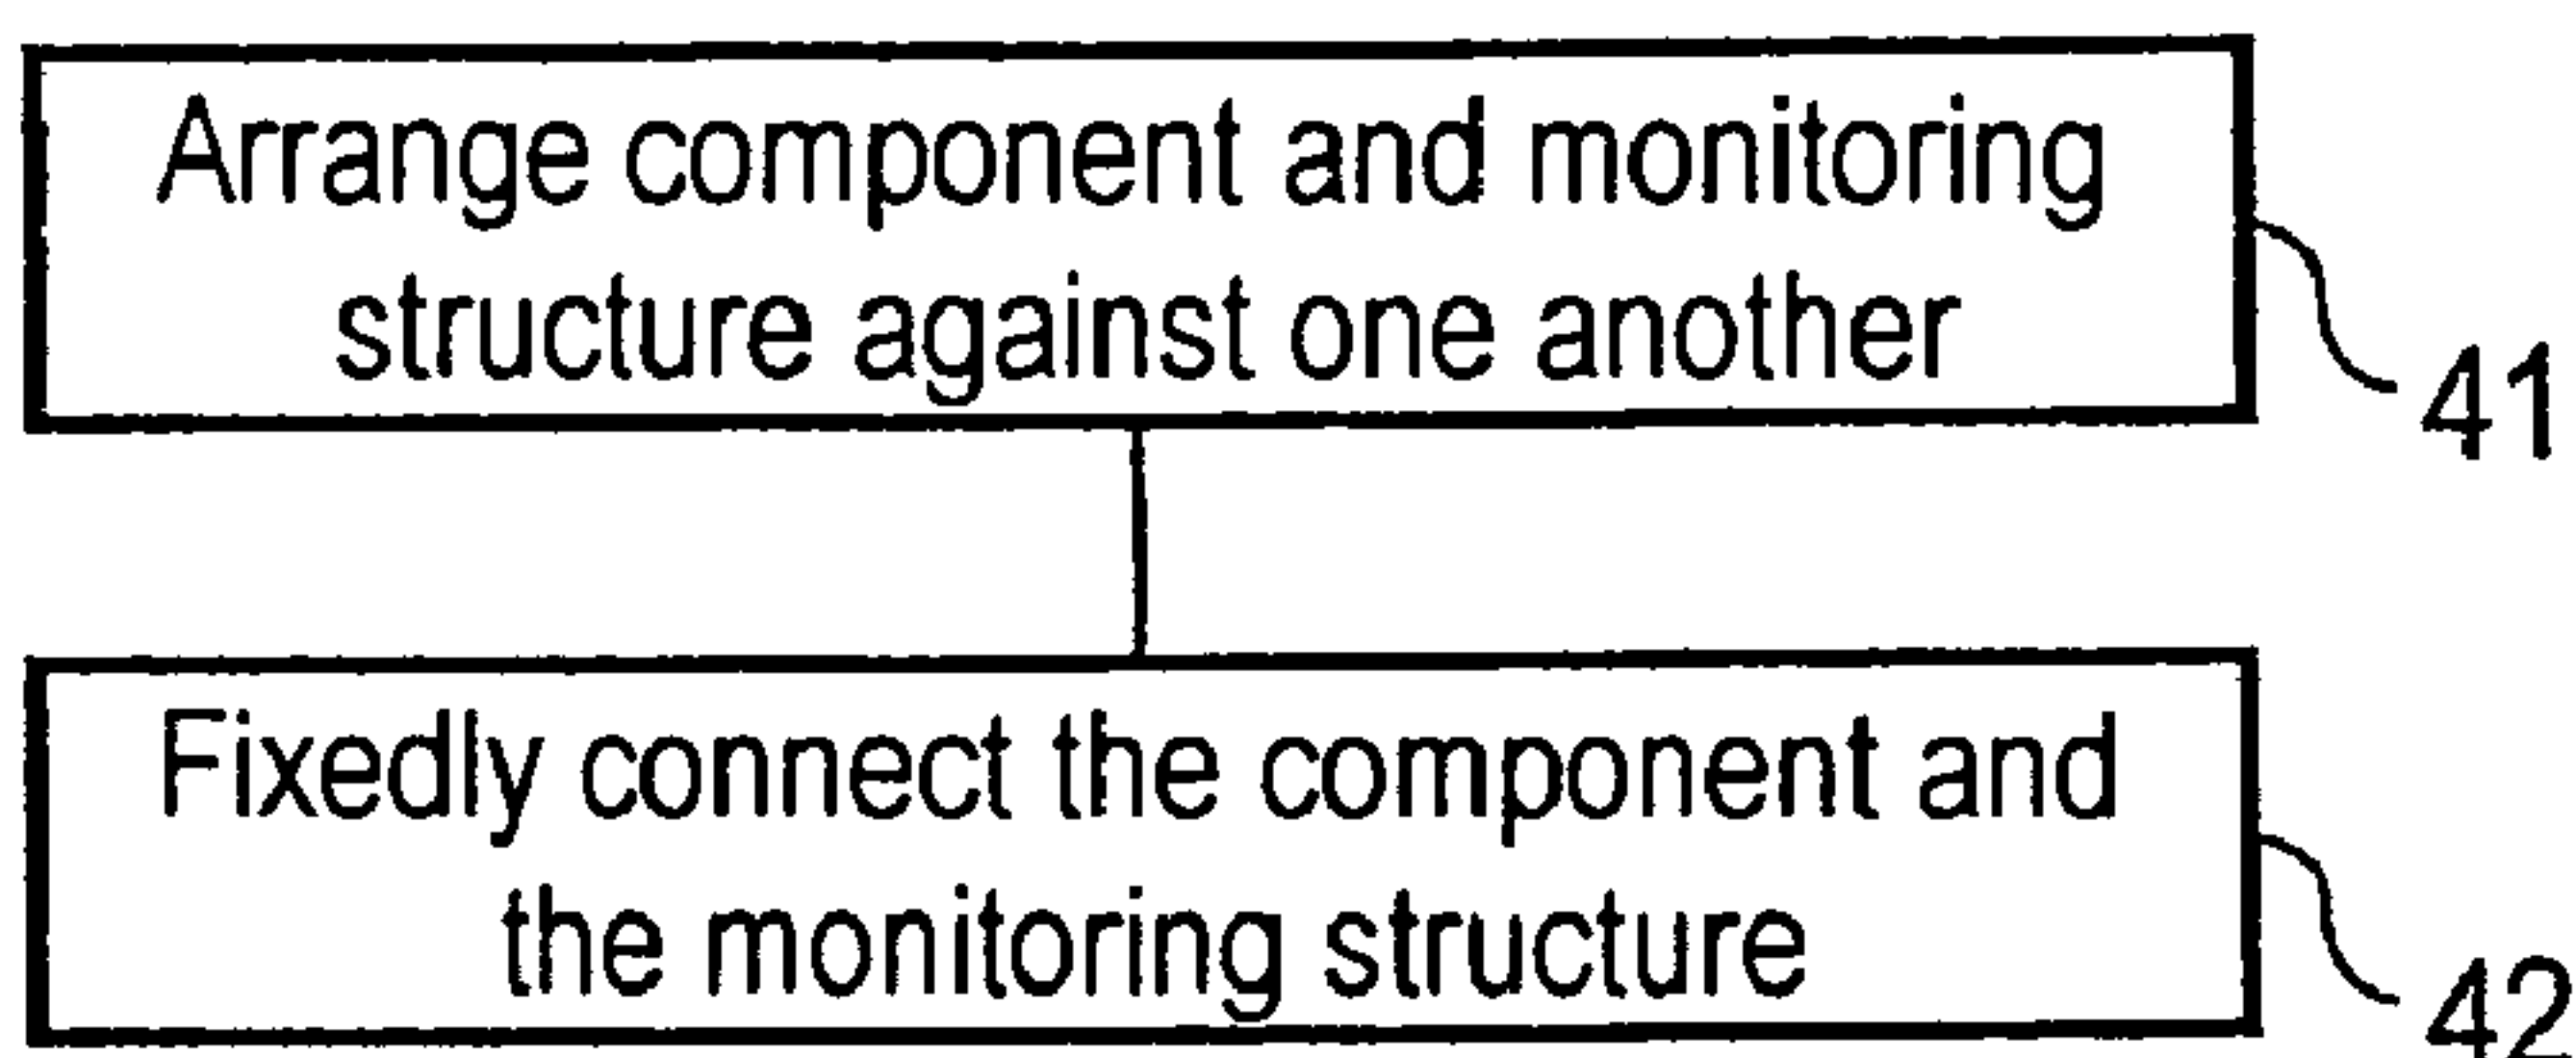 Arrange component and monitoring
structure against one another
41
Fixedly connect the component and
the monitoring structure
42